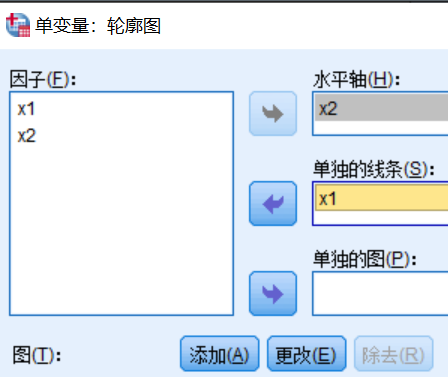 单变量：轮廓图
因子(F)：
x1
x2
水平轴(H)：
x2
单独的线条(S)：
x1
单独的图(P)：
图(T)：
添加(A)
更改(E)
除去(R)